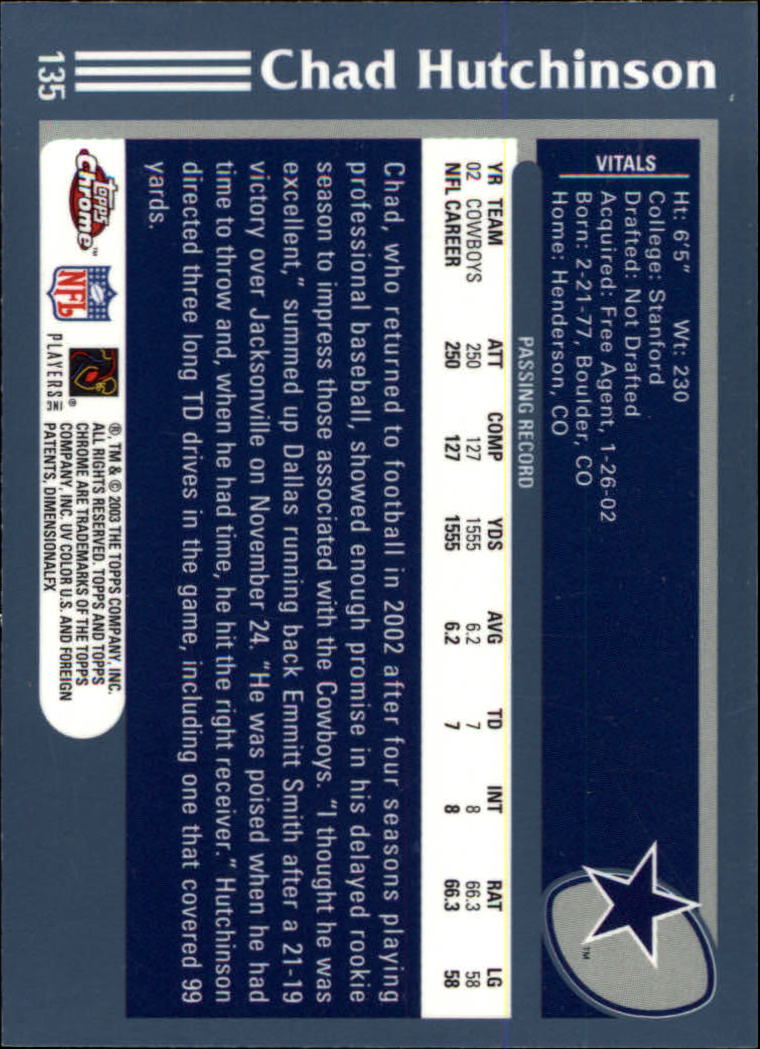 Chad Hutchinson
135
VITALS
Ht: 6'5" Wt: 230
College: Stanford
Drafted: Not Drafted
Acquired: Free Agent, 1-26-02
Born: 2-21-77, Boulder, CO
Home: Henderson, CO
TM
PASSING RECORD
YR TEAM ATT COMP YDS AVG TD INT RAT LG
02 COWBOYS 250 127 1555 6.2 7 8 66.3 58
NFL CAREER 250 127 1555 6.2 7 8 66.3 58
Chad, who returned to football in 2002 after four seasons playing
professional baseball, showed enough promise in his delayed rookie
season to impress those associated with the Cowboys. "I thought he was
excellent," summed up Dallas running back Emmitt Smith after a 21-19
victory over Jacksonville on November 24. "He was poised when he had
time to throw and, when he had time, he hit the right receiver." Hutchinson
directed three long TD drives in the game, including one that covered 99
yards.
Topps
Chrome™
NFL
PLAYERS INC
®
®, TM & © 2003 THE TOPPS COMPANY, INC.
ALL RIGHTS RESERVED. TOPPS AND TOPPS
CHROME ARE TRADEMARKS OF THE TOPPS
COMPANY, INC. UV COLOR U.S. AND FOREIGN
PATENTS, DIMENSIONALFX